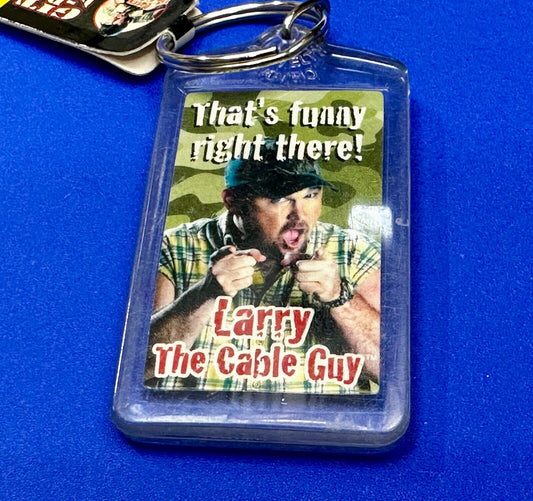 That's funny
right there!
Larry
The Cable Guy